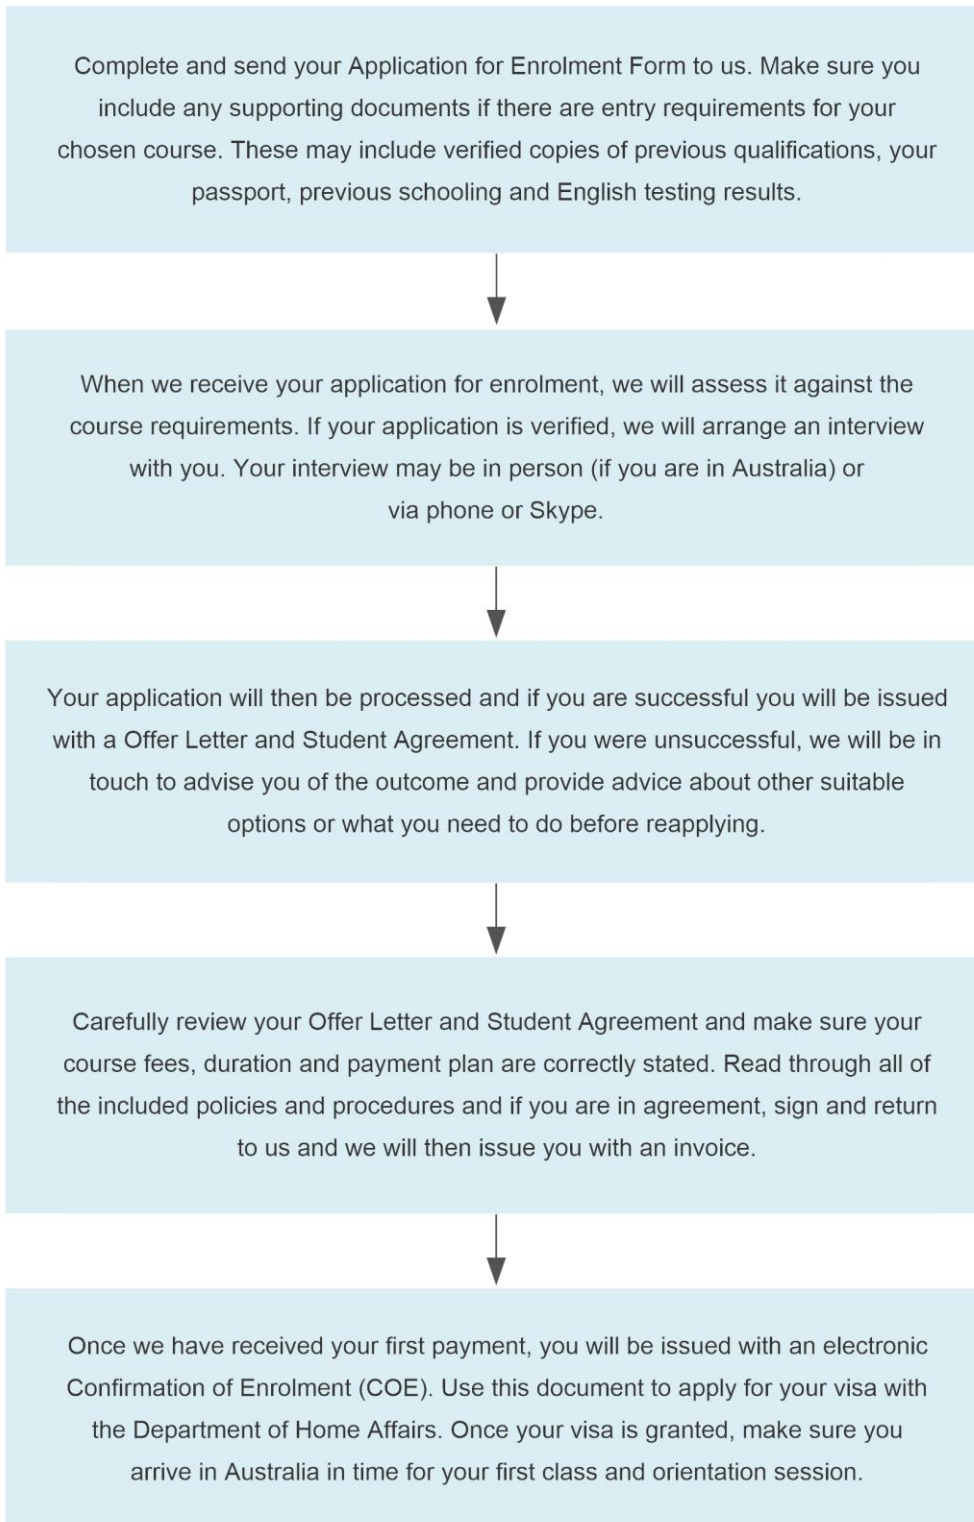 Complete and send your Application for Enrolment Form to us. Make sure you
include any supporting documents if there are entry requirements for your
chosen course. These may include verified copies of previous qualifications, your
passport, previous schooling and English testing results.
When we receive your application for enrolment, we will assess it against the
course requirements. If your application is verified, we will arrange an interview
with you. Your interview may be in person (if you are in Australia) or
via phone or Skype.
Your application will then be processed and if you are successful you will be issued
with a Offer Letter and Student Agreement. If you were unsuccessful, we will be in
touch to advise you of the outcome and provide advice about other suitable
options or what you need to do before reapplying.
Carefully review your Offer Letter and Student Agreement and make sure your
course fees, duration and payment plan are correctly stated. Read through all of
the included policies and procedures and if you are in agreement, sign and return
to us and we will then issue you with an invoice.
Once we have received your first payment, you will be issued with an electronic
Confirmation of Enrolment (COE). Use this document to apply for your visa with
the Department of Home Affairs. Once your visa is granted, make sure you
arrive in Australia in time for your first class and orientation session.